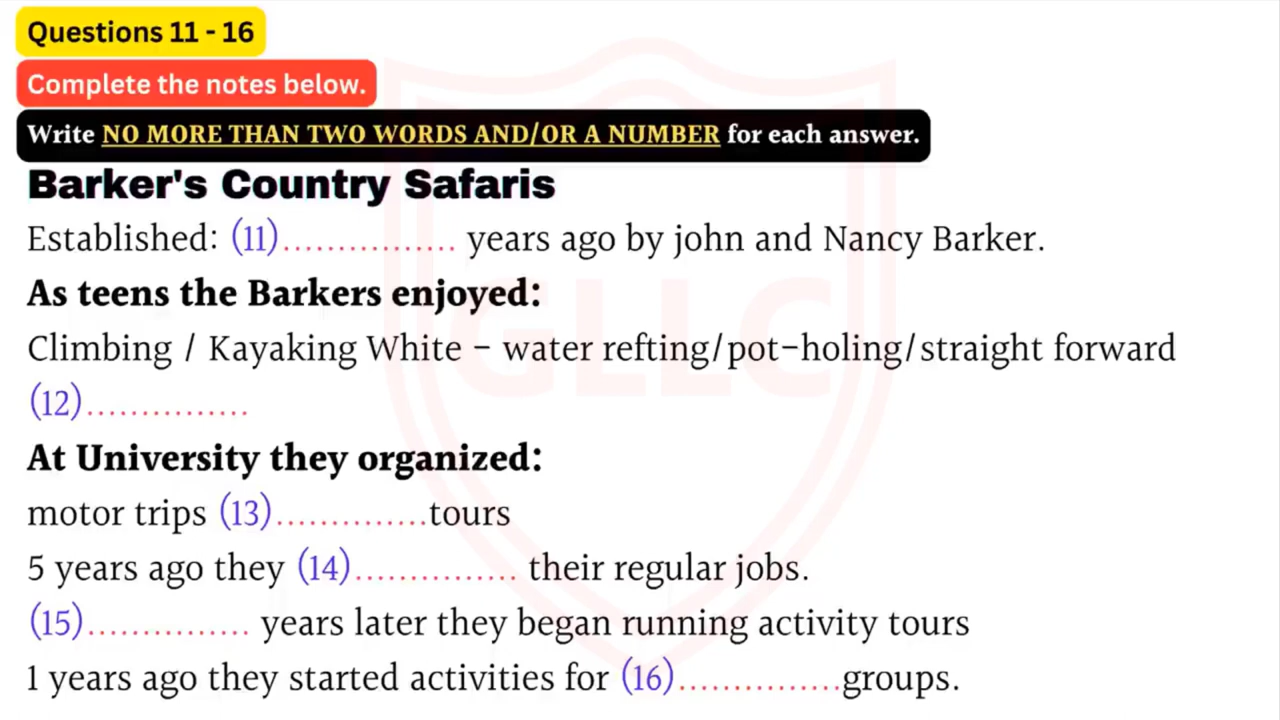 Questions 11 - 16
Complete the notes below.
Write NO MORE THAN TWO WORDS AND/OR A NUMBER for each answer.
Barker's Country Safaris
Established: (11)................ years ago by john and Nancy Barker.
As teens the Barkers enjoyed:
Climbing / Kayaking White - water refting/pot-holing/straight forward
(12)...............
At University they organized:
motor trips (13)..............tours
5 years ago they (14)............... their regular jobs.
(15)............... years later they began running activity tours
1 years ago they started activities for (16)...............groups.
GLLC